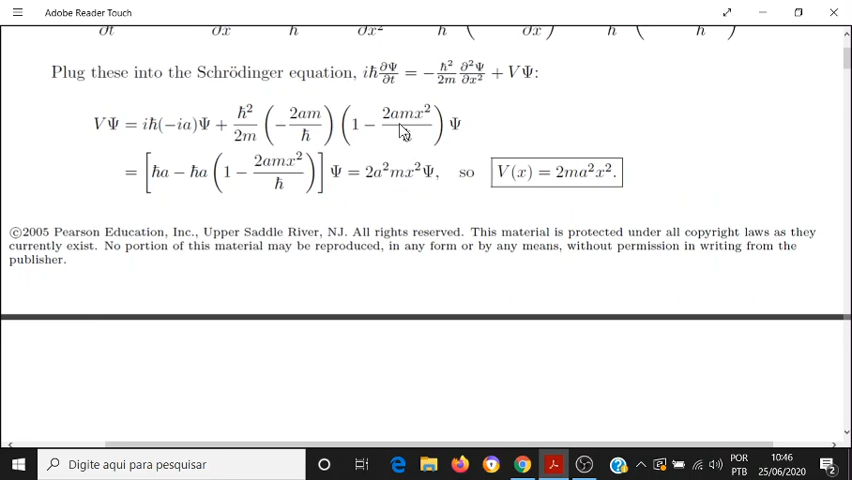 Adobe Reader Touch
∂t ∂x ħ ∂x² ħ ( ∂x ) ħ ( ħ )
Plug these into the Schrödinger equation, iħ ∂Ψ/∂t = −ħ²/2m ∂²Ψ/∂x² + VΨ:
VΨ = iħ(−ia)Ψ + ħ²/2m (−2am/ħ) (1 − 2amx²/ħ) Ψ
= [ħa − ħa (1 − 2amx²/ħ)] Ψ = 2a²mx²Ψ, so V(x) = 2ma²x².
©2005 Pearson Education, Inc., Upper Saddle River, NJ. All rights reserved. This material is protected under all copyright laws as they
currently exist. No portion of this material may be reproduced, in any form or by any means, without permission in writing from the
publisher.
Digite aqui para pesquisar
POR
PTB
10:46
25/06/2020
2